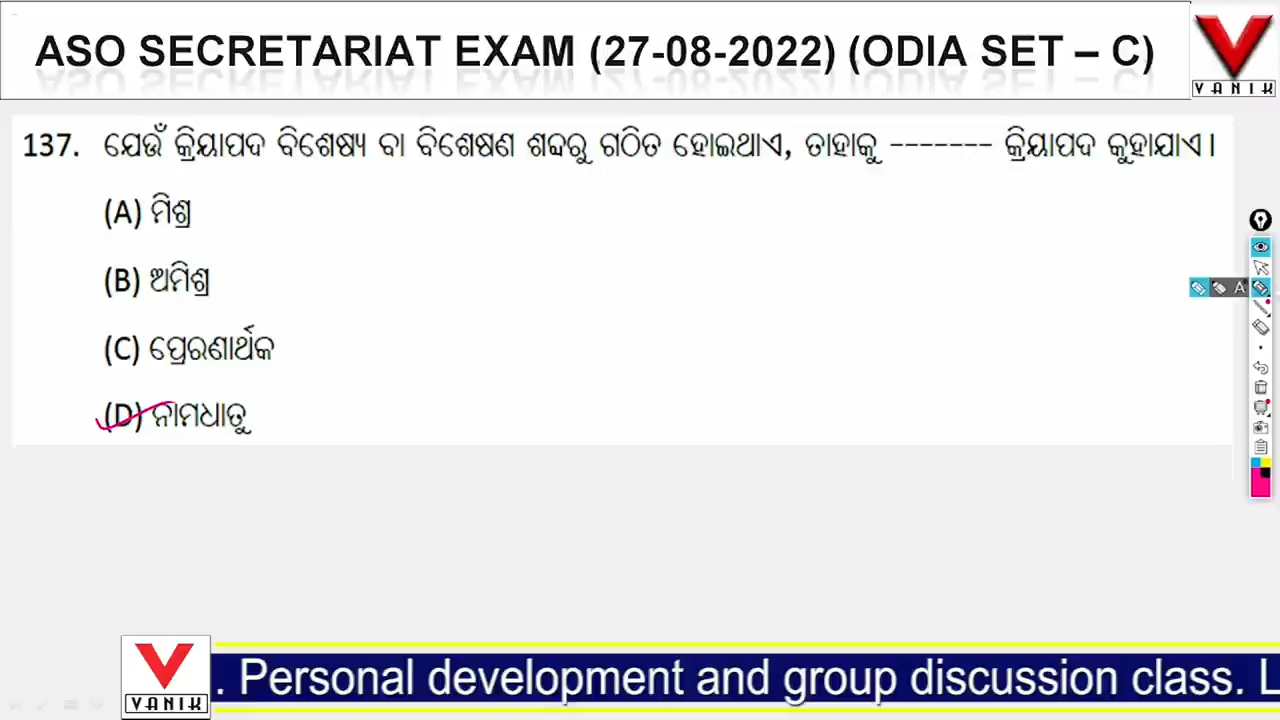 ASO SECRETARIAT EXAM (27-08-2022) (ODIA SET – C)
VANIK
137. ଯେଉଁ କ୍ରିୟାପଦ ବିଶେଷ୍ୟ ବା ବିଶେଷଣ ଶବ୍ଦରୁ ଗଠିତ ହୋଇଥାଏ, ତାହାକୁ ------- କ୍ରିୟାପଦ କୁହାଯାଏ।
(A) ମିଶ୍ର
(B) ଅମିଶ୍ର
(C) ପ୍ରେରଣାର୍ଥକ
(D) ନାମଧାତୁ
A
VANIK
. Personal development and group discussion class. L